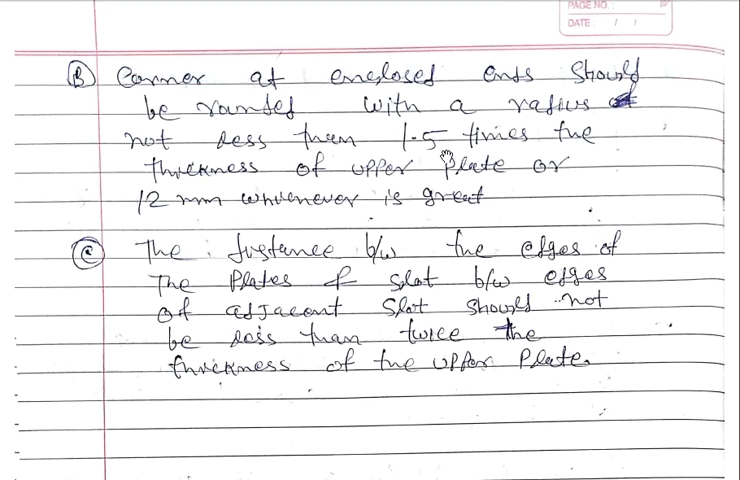 PAGE NO.:
DATE: / /
(B) Corner at enclosed ends should
be rounded with a radius
not less than 1.5 times the
thickness of upper plate or
12 mm whenever is great
(C) The distance b/w the edges of
The Plates & slot b/w edges
of adjacent slot should not
be less than twice the
thickness of the upper Plate.